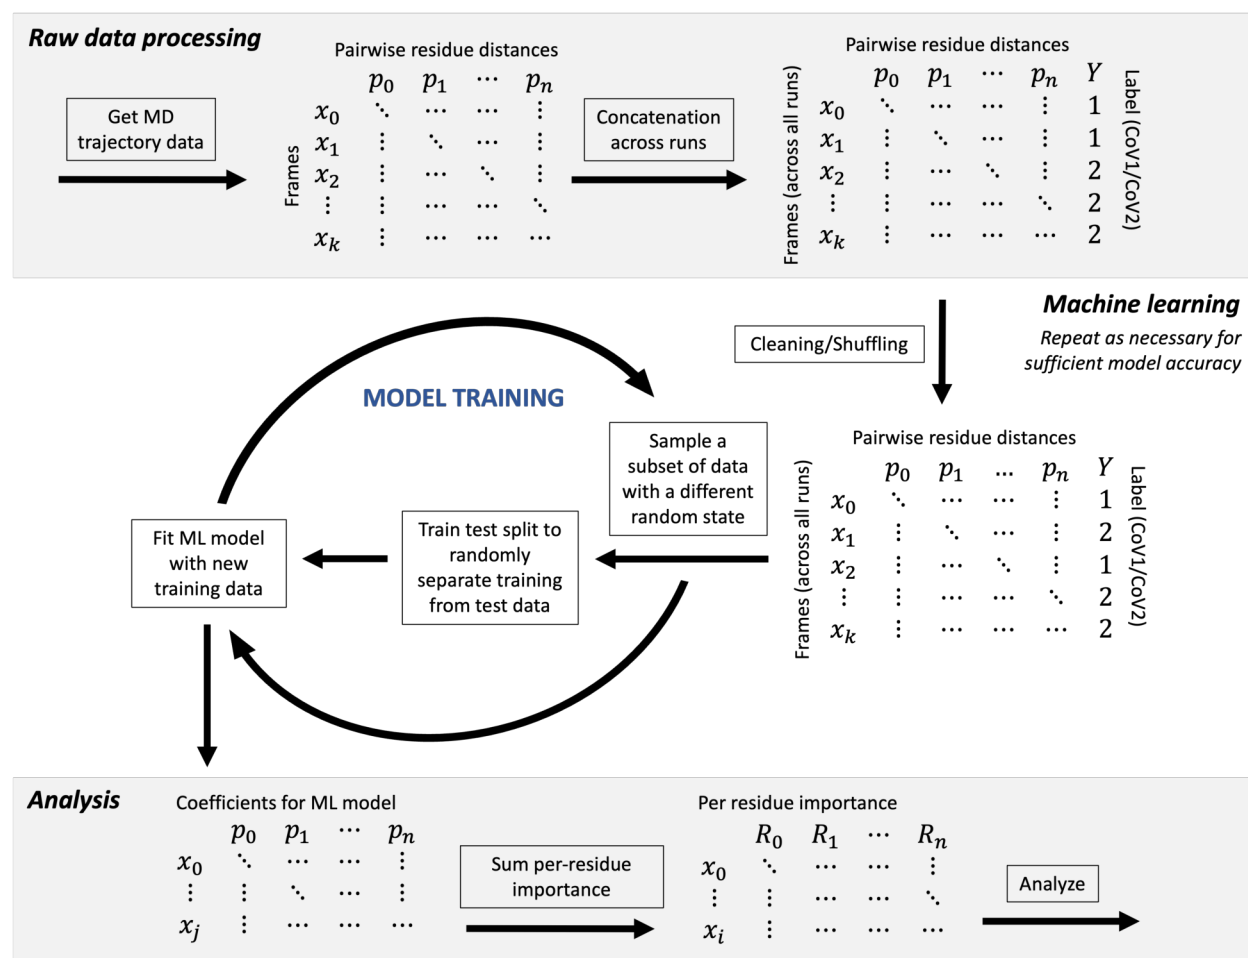 Raw data processing
Get MD
trajectory data
Pairwise residue distances
p0 p1 ⋯ pn
Frames
x0 ⋱ ⋯ ⋯ ⋮
x1 ⋮ ⋱ ⋯ ⋮
x2 ⋮ ⋯ ⋱ ⋮
⋮ ⋮ ⋯ ⋯ ⋱
xk ⋮ ⋯ ⋯ ⋯
Concatenation
across runs
Pairwise residue distances
p0 p1 ⋯ pn Y
Frames (across all runs)
x0 ⋱ ⋯ ⋯ ⋮ 1
x1 ⋮ ⋱ ⋯ ⋮ 1
x2 ⋮ ⋯ ⋱ ⋮ 2
⋮ ⋮ ⋯ ⋯ ⋱ 2
xk ⋮ ⋯ ⋯ ⋯ 2
Label (CoV1/CoV2)
Machine learning
Repeat as necessary for
sufficient model accuracy
Cleaning/Shuffling
MODEL TRAINING
Pairwise residue distances
p0 p1 ... pn Y
Frames (across all runs)
x0 ⋱ ⋯ ⋯ ⋮ 1
x1 ⋮ ⋱ ⋯ ⋮ 2
x2 ⋮ ⋯ ⋱ ⋮ 1
⋮ ⋮ ⋯ ⋯ ⋱ 2
xk ⋮ ⋯ ⋯ ⋯ 2
Label (CoV1/CoV2)
Sample a
subset of data
with a different
random state
Train test split to
randomly
separate training
from test data
Fit ML model
with new
training data
Analysis
Coefficients for ML model
p0 p1 ⋯ pn
x0 ⋱ ⋯ ⋯ ⋮
⋮ ⋮ ⋱ ⋯ ⋮
xj ⋮ ⋯ ⋯ ⋯
Sum per-residue
importance
Per residue importance
R0 R1 ⋯ Rn
x0 ⋱ ⋯ ⋯ ⋮
⋮ ⋮ ⋯ ⋯ ⋱
xi ⋮ ⋯ ⋯ ⋯
Analyze